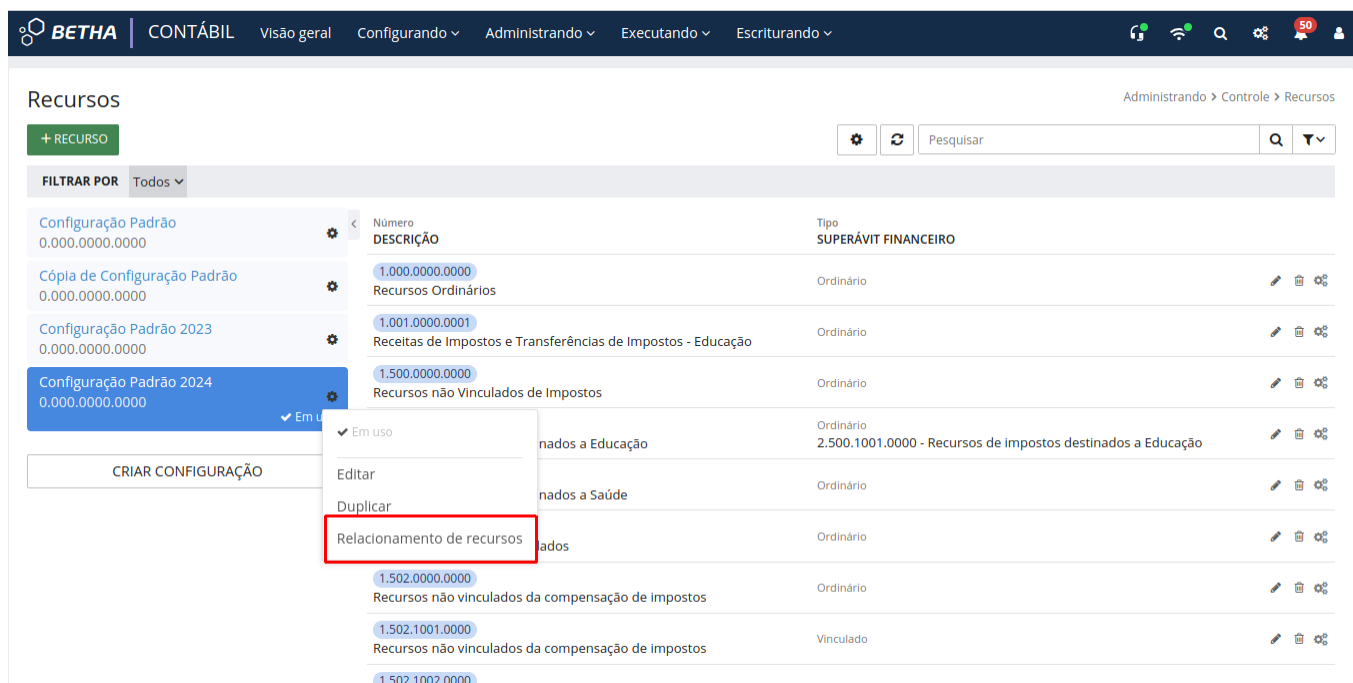 BETHA CONTÁBIL Visão geral Configurando Administrando Executando Escriturando 50
Recursos
Administrando > Controle > Recursos
+ RECURSO
Pesquisar
FILTRAR POR Todos
Configuração Padrão
0.000.0000.0000
Cópia de Configuração Padrão
0.000.0000.0000
Configuração Padrão 2023
0.000.0000.0000
Configuração Padrão 2024
0.000.0000.0000
Em u
CRIAR CONFIGURAÇÃO
Em uso
Editar
Duplicar
Relacionamento de recursos
Número Tipo
DESCRIÇÃO SUPERÁVIT FINANCEIRO
1.000.0000.0000
Recursos Ordinários
Ordinário
1.001.0000.0001
Receitas de Impostos e Transferências de Impostos - Educação
Ordinário
1.500.0000.0000
Recursos não Vinculados de Impostos
Ordinário
nados a Educação
Ordinário
2.500.1001.0000 - Recursos de impostos destinados a Educação
nados a Saúde
Ordinário
ados
Ordinário
1.502.0000.0000
Recursos não vinculados da compensação de impostos
Ordinário
1.502.1001.0000
Recursos não vinculados da compensação de impostos
Vinculado
1.502.1002.0000